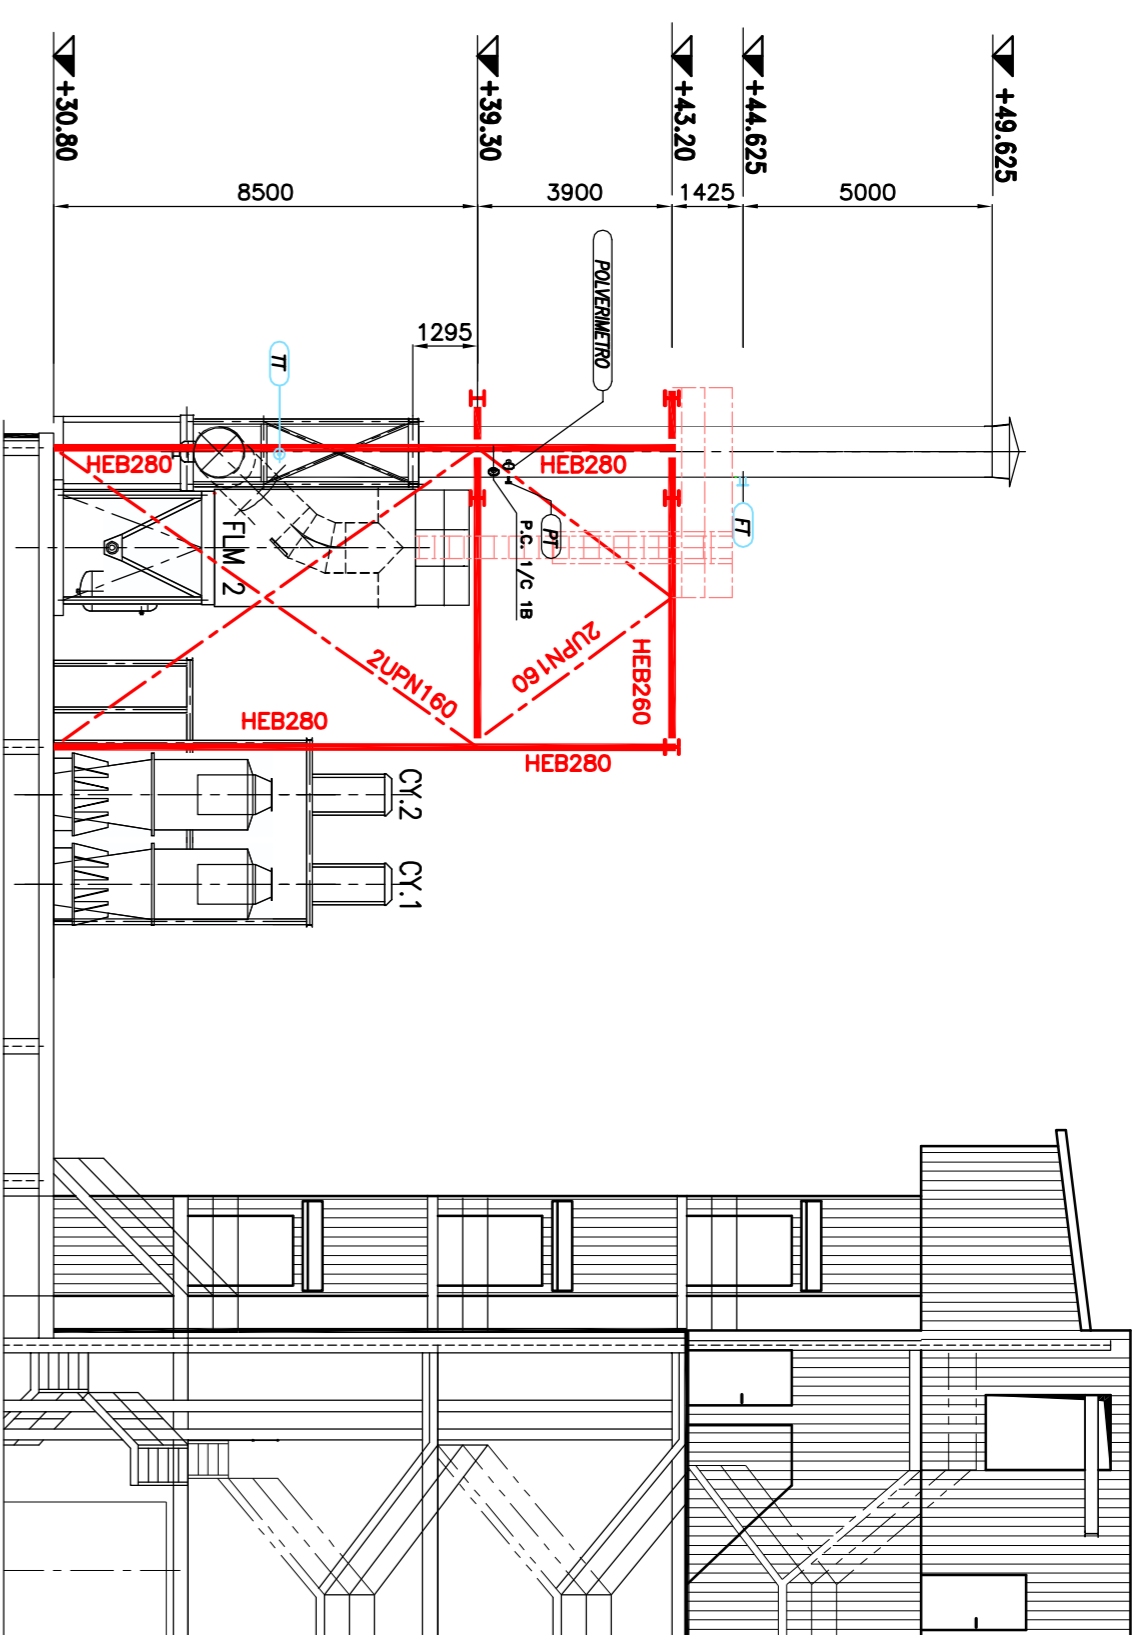 +30.80
+39.30
+43.20
+44.625
+49.625
8500
3900
1425
5000
1295
POLVERIMETRO
TT
HEB280
HEB280
FT
PT
P.C. 1/C 1B
FLM 2
2UPN160
2UPN160
HEB260
HEB280
HEB280
CY.2
CY.1